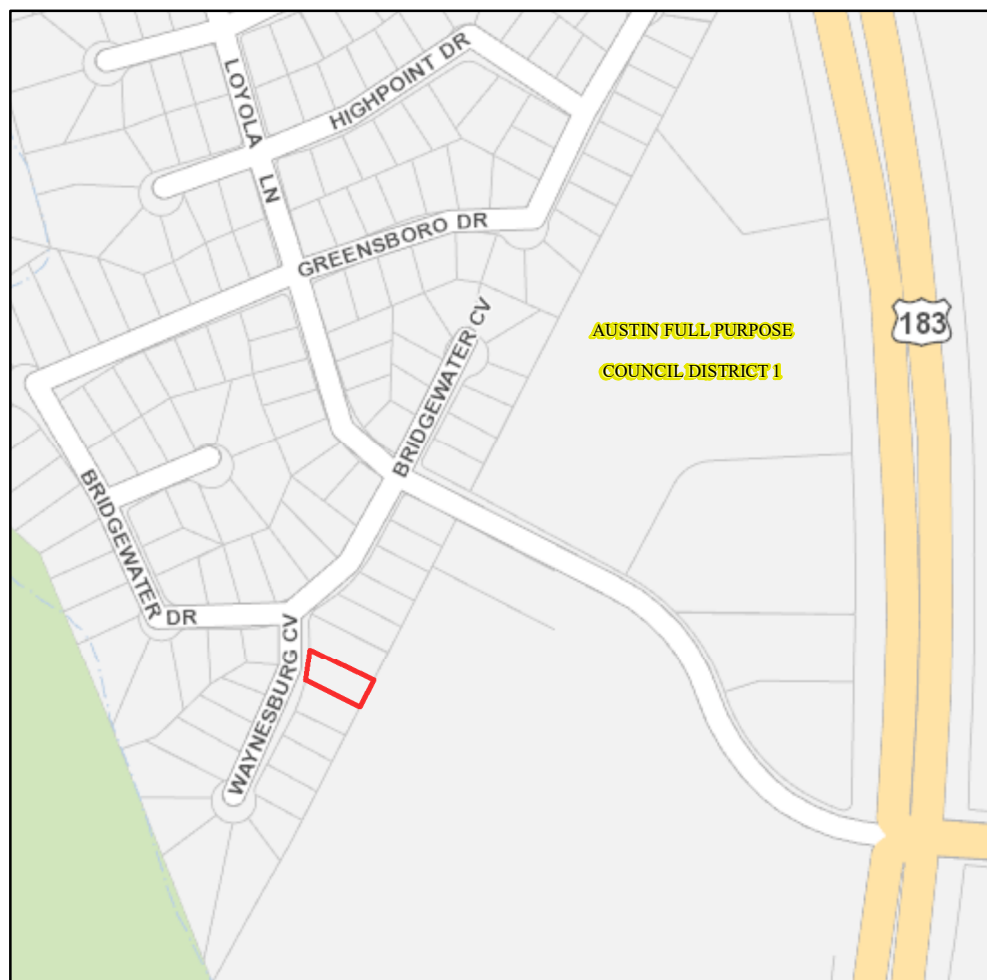 HIGHPOINT DR
LOYOLA LN
GREENSBORO DR
BRIDGEWATER CV
AUSTIN FULL PURPOSE
COUNCIL DISTRICT 1
183
BRIDGEWATER DR
WAYNESBURG CV